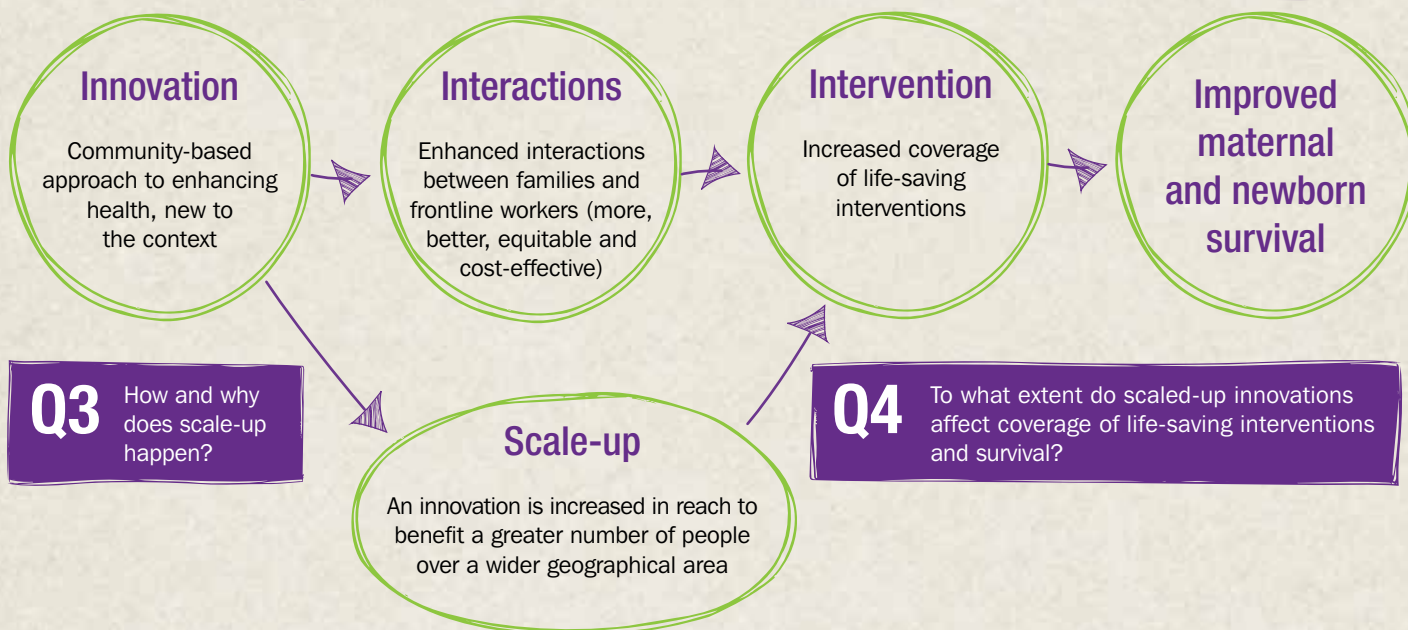 Innovation
Community-based
approach to enhancing
health, new to
the context
Interactions
Enhanced interactions
between families and
frontline workers (more,
better, equitable and
cost-effective)
Intervention
Increased coverage
of life-saving
interventions
Improved
maternal
and newborn
survival
Q3
How and why
does scale-up
happen?
Scale-up
An innovation is increased in reach to
benefit a greater number of people
over a wider geographical area
Q4
To what extent do scaled-up innovations
affect coverage of life-saving interventions
and survival?